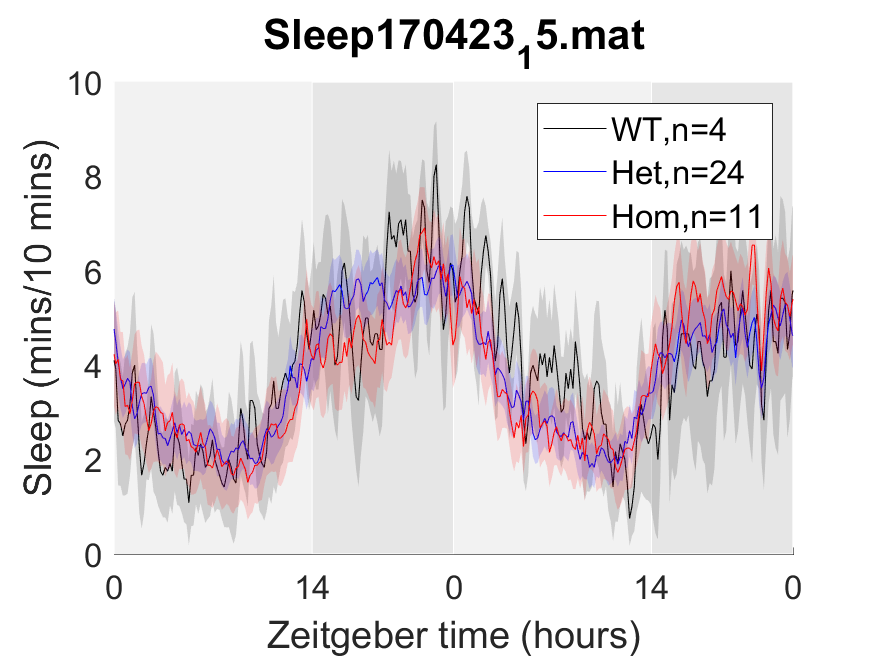 Sleep170423₁5.mat
10
8
6
4
2
0
Sleep (mins/10 mins)
WT,n=4
Het,n=24
Hom,n=11
0 14 0 14 0
Zeitgeber time (hours)